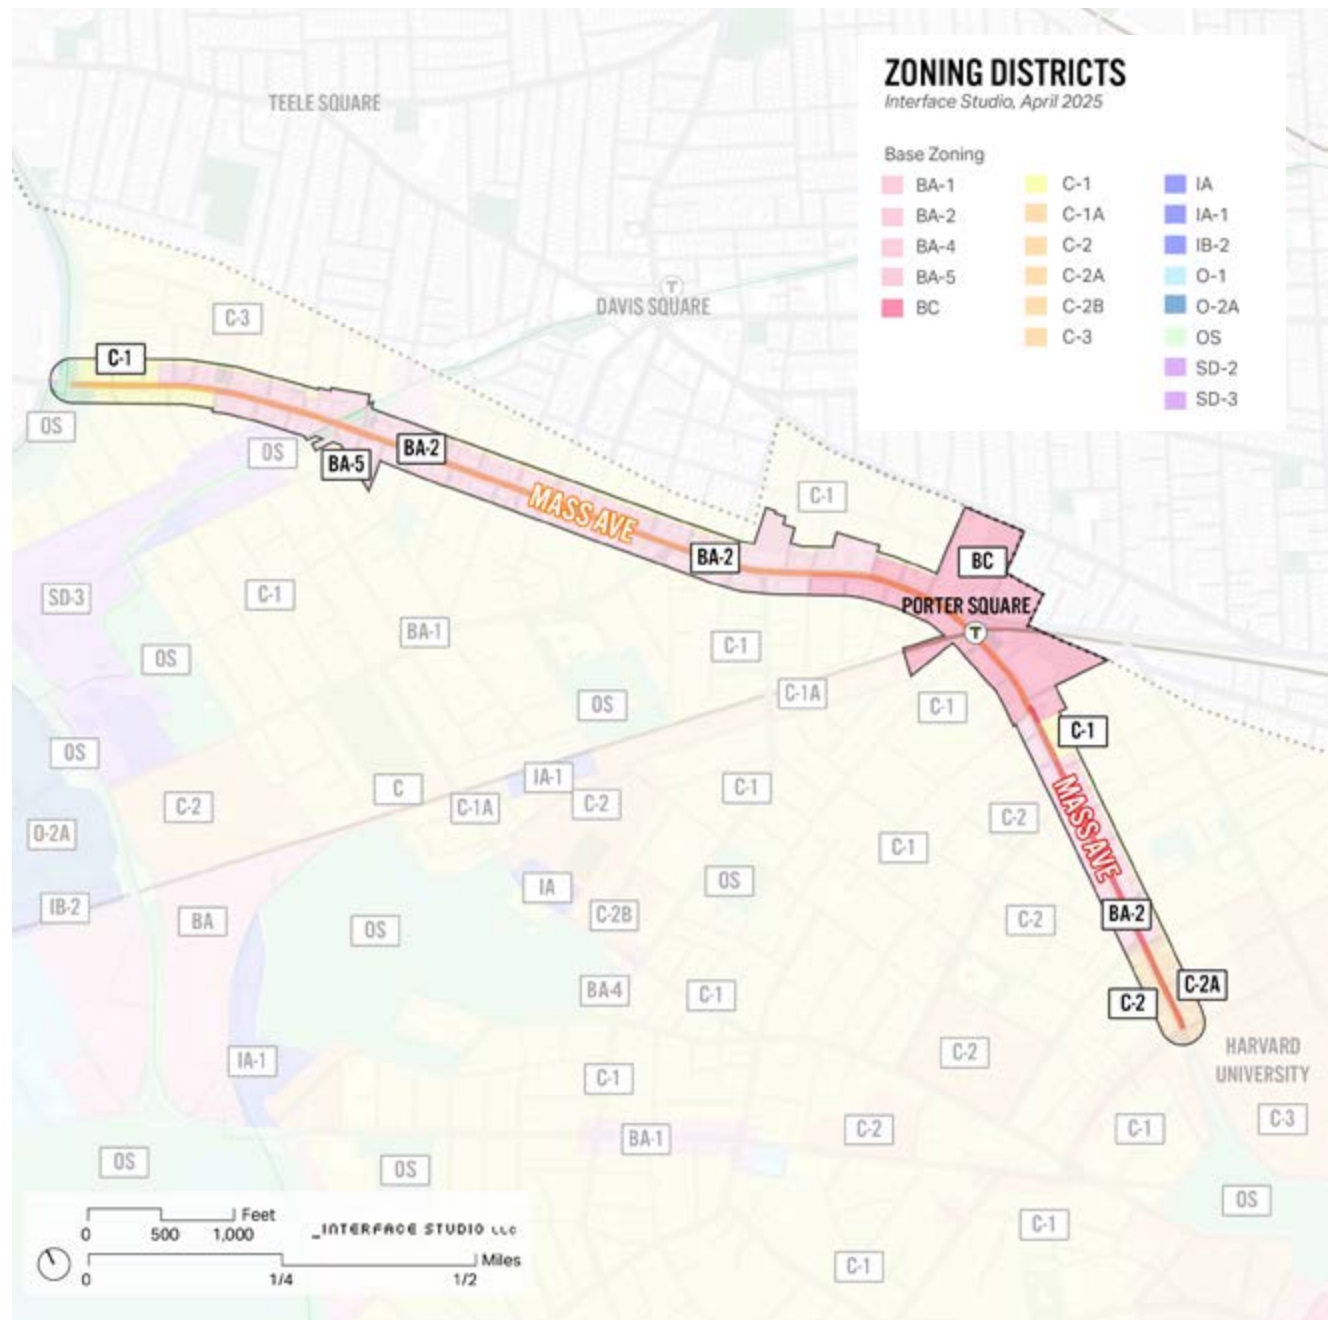 TEELE SQUARE
ZONING DISTRICTS
Interface Studio, April 2025
Base Zoning
BA-1
BA-2
BA-4
BA-5
BC
C-1
C-1A
C-2
C-2A
C-2B
C-3
IA
IA-1
IB-2
O-1
O-2A
OS
SD-2
SD-3
T
DAVIS SQUARE
C-3
C-1
OS
OS
BA-5
BA-2
MASS AVE
C-1
BA-2
BC
PORTER SQUARE
T
SD-3
C-1
BA-1
OS
C-1
C-1A
OS
C-1
C-1
OS
C
IA-1
C-1A
C-2
C-2
C-1
C-2
MASS AVE
O-2A
C-1
IB-2
BA
OS
IA
C-2B
OS
C-2
BA-2
BA-4
C-1
C-2
C-2A
IA-1
C-1
C-2
HARVARD
UNIVERSITY
BA-1
C-2
C-1
C-3
OS
OS
OS
C-1
C-1
Feet
0 500 1,000
_INTERFACE STUDIO LLC
Miles
0 1/4 1/2